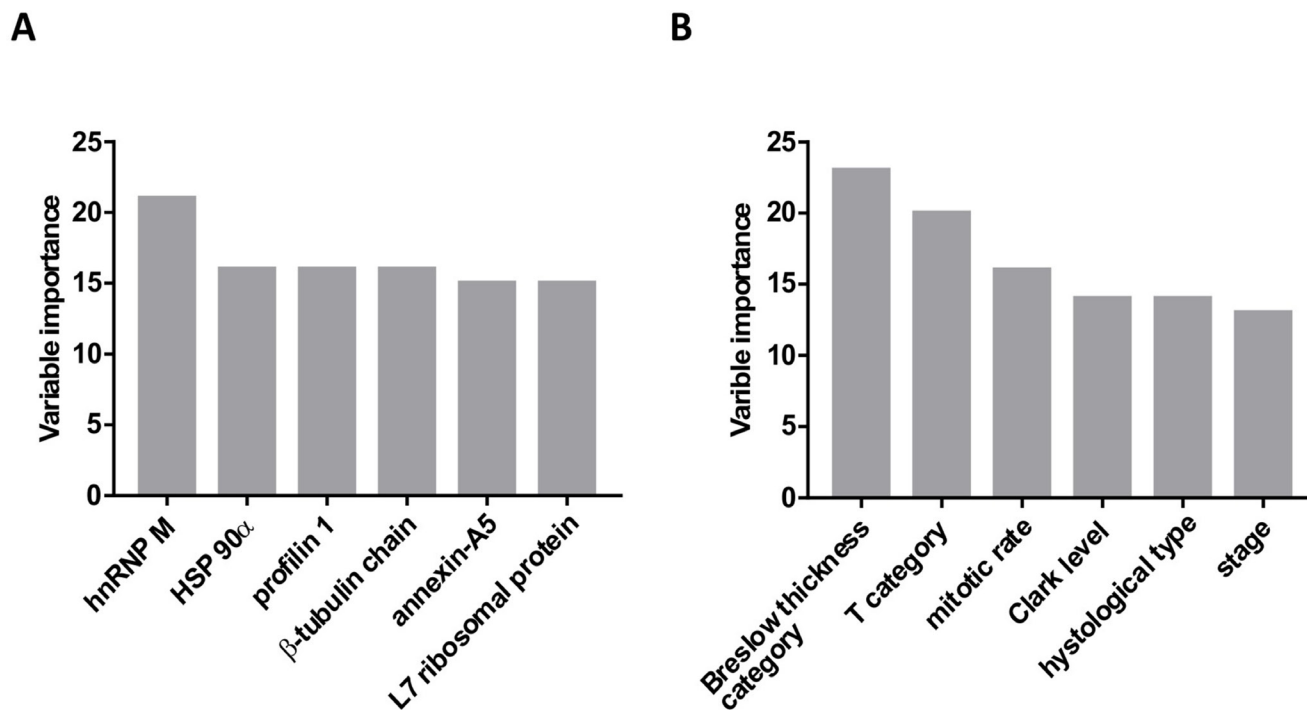 A
Variable importance
25
20
15
10
5
0
hnRNP M
HSP 90α
profilin 1
β-tubulin chain
annexin-A5
L7 ribosomal protein
B
Varible importance
25
20
15
10
5
0
Breslow thickness
category
T category
mitotic rate
Clark level
hystological type
stage